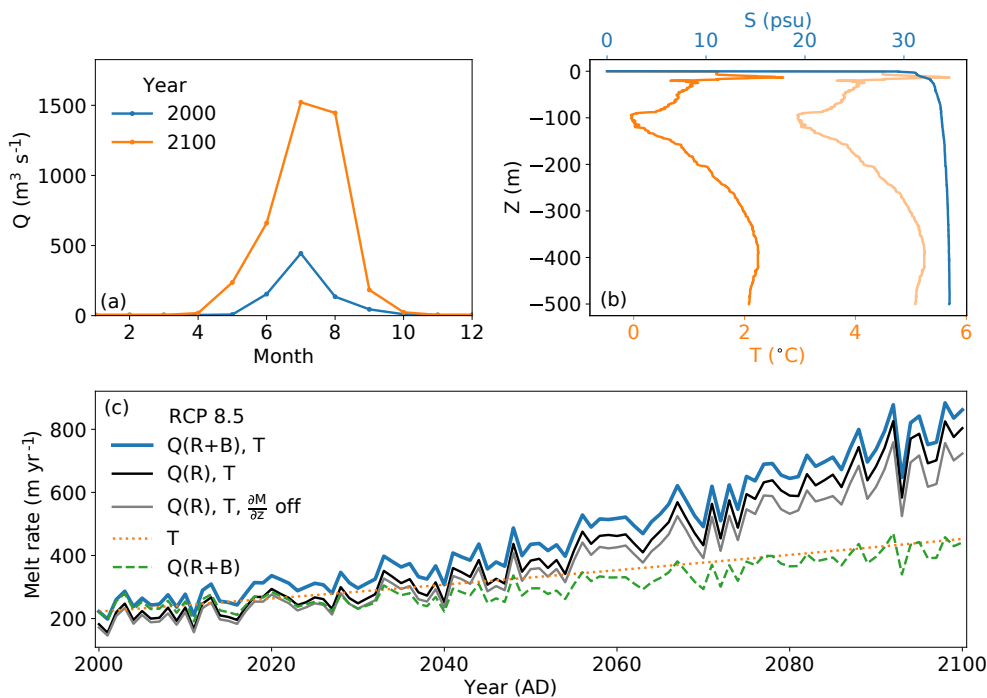 Year
2000
2100
1500
1000
500
0
Q (m³ s⁻¹)
(a)
2 4 6 8 10 12
Month
S (psu)
0 10 20 30
0
−100
−200
−300
−400
−500
Z (m)
(b)
0 2 4 6
T (°C)
(c)
RCP 8.5
Q(R+B), T
Q(R), T
Q(R), T, ∂M/∂z off
T
Q(R+B)
800
600
400
200
Melt rate (m yr⁻¹)
2000 2020 2040 2060 2080 2100
Year (AD)